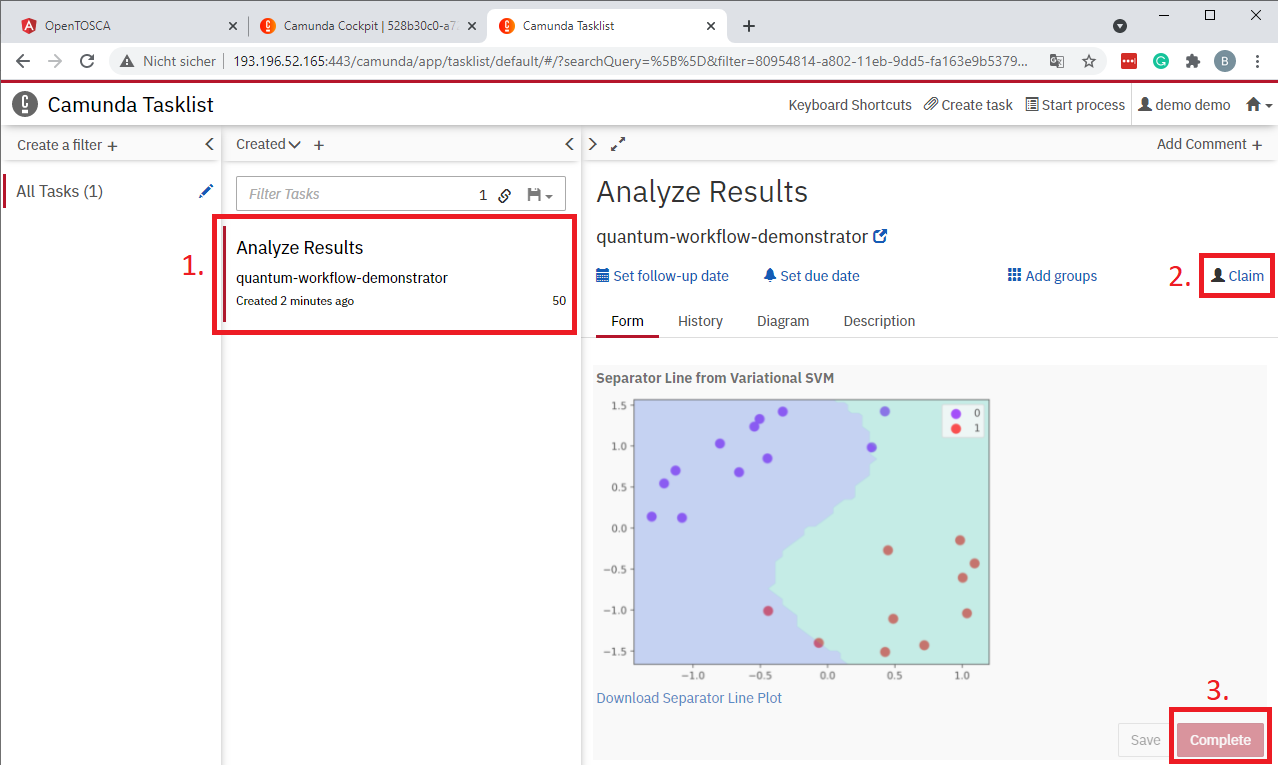 OpenTOSCA
Camunda Cockpit | 528b30c0-a7
Camunda Tasklist
Nicht sicher | 193.196.52.165:443/camunda/app/tasklist/default/#/?searchQuery=%5B%5D&filter=80954814-a802-11eb-9dd5-fa163e9b5379...
B
Camunda Tasklist
Keyboard Shortcuts
Create task
Start process
demo demo
Create a filter +
Created
+
Add Comment +
All Tasks (1)
Filter Tasks
1
1.
Analyze Results
quantum-workflow-demonstrator
Created 2 minutes ago
50
Analyze Results
quantum-workflow-demonstrator
Set follow-up date
Set due date
Add groups
2.
Claim
Form
History
Diagram
Description
Separator Line from Variational SVM
1.5
1.0
0.5
0.0
−0.5
−1.0
−1.5
0
1
−1.0
−0.5
0.0
0.5
1.0
Download Separator Line Plot
3.
Save
Complete